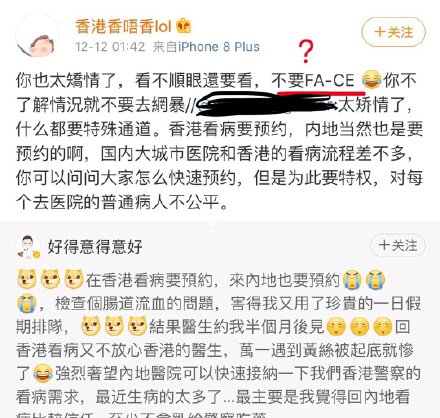 香港香唔香lol
12-12 01:42 来自iPhone 8 Plus
+关注
?
你也太矯情了，看不順眼還要看，不要FA-CE😂你不
了解情况就不要去網暴//太矫情了，
什么都要特殊通道。香港看病要预约，内地当然也是要
预约的啊，国内大城市医院和香港的看病流程差不多，
你可以问问大家怎么快速预约，但是为此要特权，对每
个去医院的普通病人不公平。
好得意得意好
+关注
在香港看病要預約，來內地也要預約😭😭
😭，檢查個腸道流血的問題，害得我又用了珍貴的一日假
期排隊，結果醫生約我半個月後見🤫🤫🤫回
香港看病又不放心香港的醫生，萬一遇到黃絲被起底就慘
了😂強烈奢望內地醫院可以快速接納一下我們香港警察的
看病需求，最近生病的太多了...最主要是我覺得回內地看